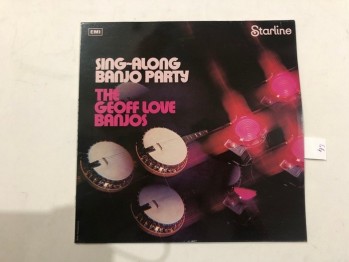 EMI
Starline
SING-ALONG
BANJO PARTY
THE
GEOFF LOVE
BANJOS